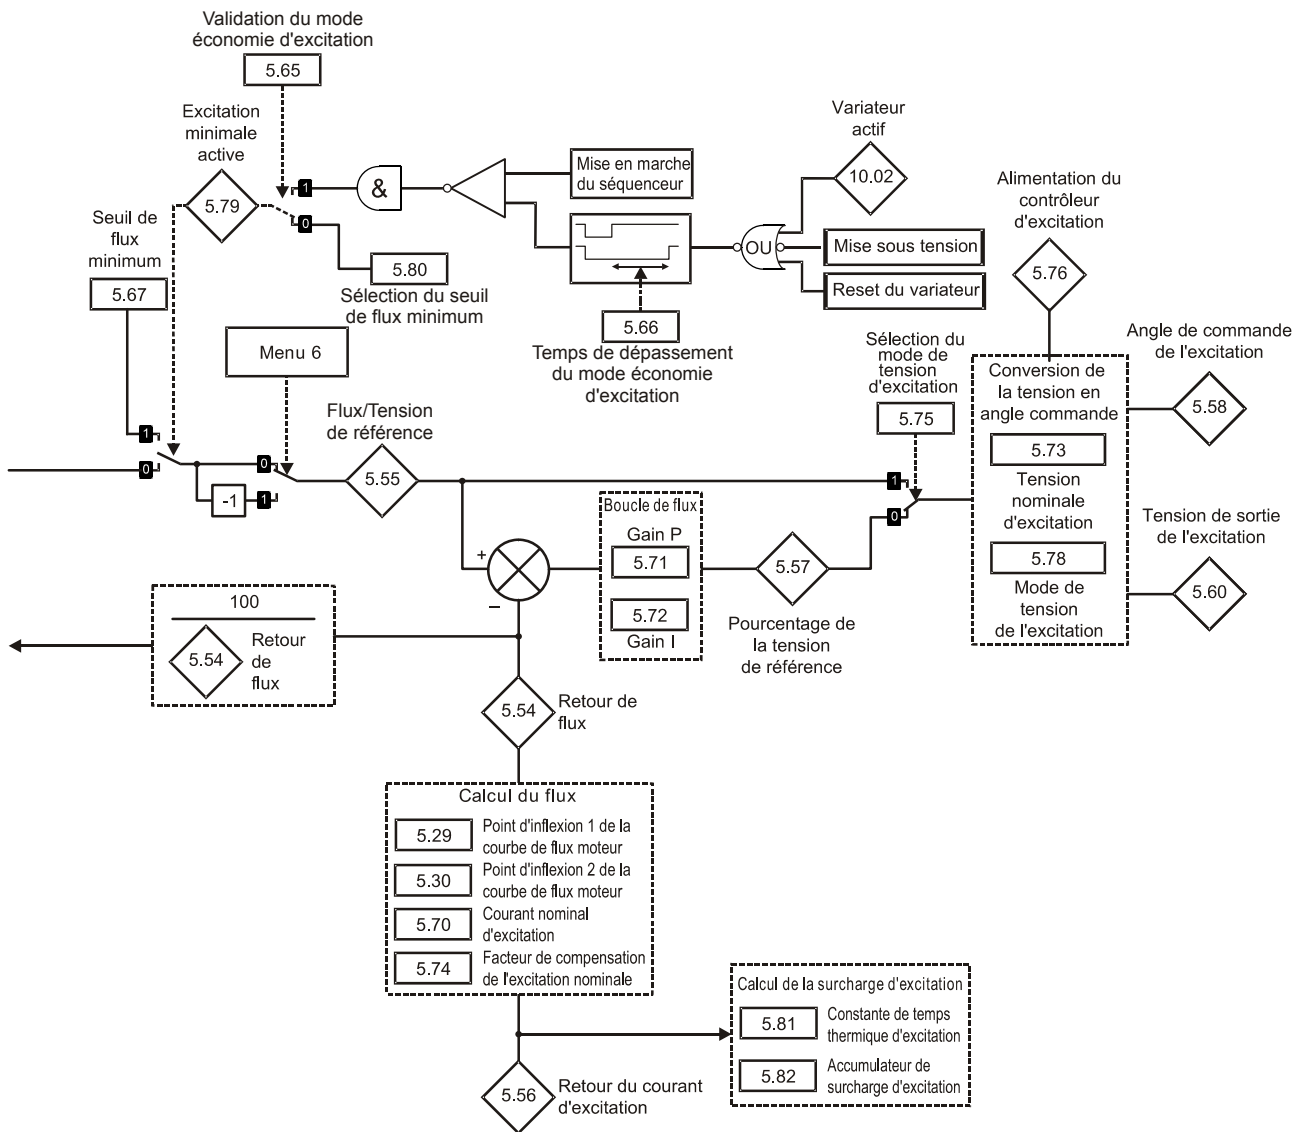 Validation du mode
économie d'excitation
5.65
Excitation
minimale
active
5.79
1
0
&
Mise en marche
du séquenceur
Variateur
actif
10.02
OU
Mise sous tension
Reset du variateur
5.80
Sélection du seuil
de flux minimum
5.66
Temps de dépassement
du mode économie
d'excitation
Seuil de
flux
minimum
5.67
Menu 6
1
0
-1
0
1
Flux/Tension
de référence
5.55
Sélection du
mode de
tension
d'excitation
5.75
1
0
Alimentation du
contrôleur
d'excitation
5.76
Conversion de
la tension en
angle commande
5.73
Tension
nominale
d'excitation
5.78
Mode de
tension
de l'excitation
Angle de commande
de l'excitation
5.58
Tension de sortie
de l'excitation
5.60
+
–
Boucle de flux
Gain P
5.71
5.72
Gain I
5.57
Pourcentage de
la tension
de référence
100
5.54
Retour
de
flux
5.54
Retour de
flux
Calcul du flux
5.29
Point d'inflexion 1 de la
courbe de flux moteur
5.30
Point d'inflexion 2 de la
courbe de flux moteur
5.70
Courant nominal
d'excitation
5.74
Facteur de compensation
de l'excitation nominale
Calcul de la surcharge d'excitation
5.81
Constante de temps
thermique d'excitation
5.82
Accumulateur de
surcharge d'excitation
5.56
Retour du courant
d'excitation